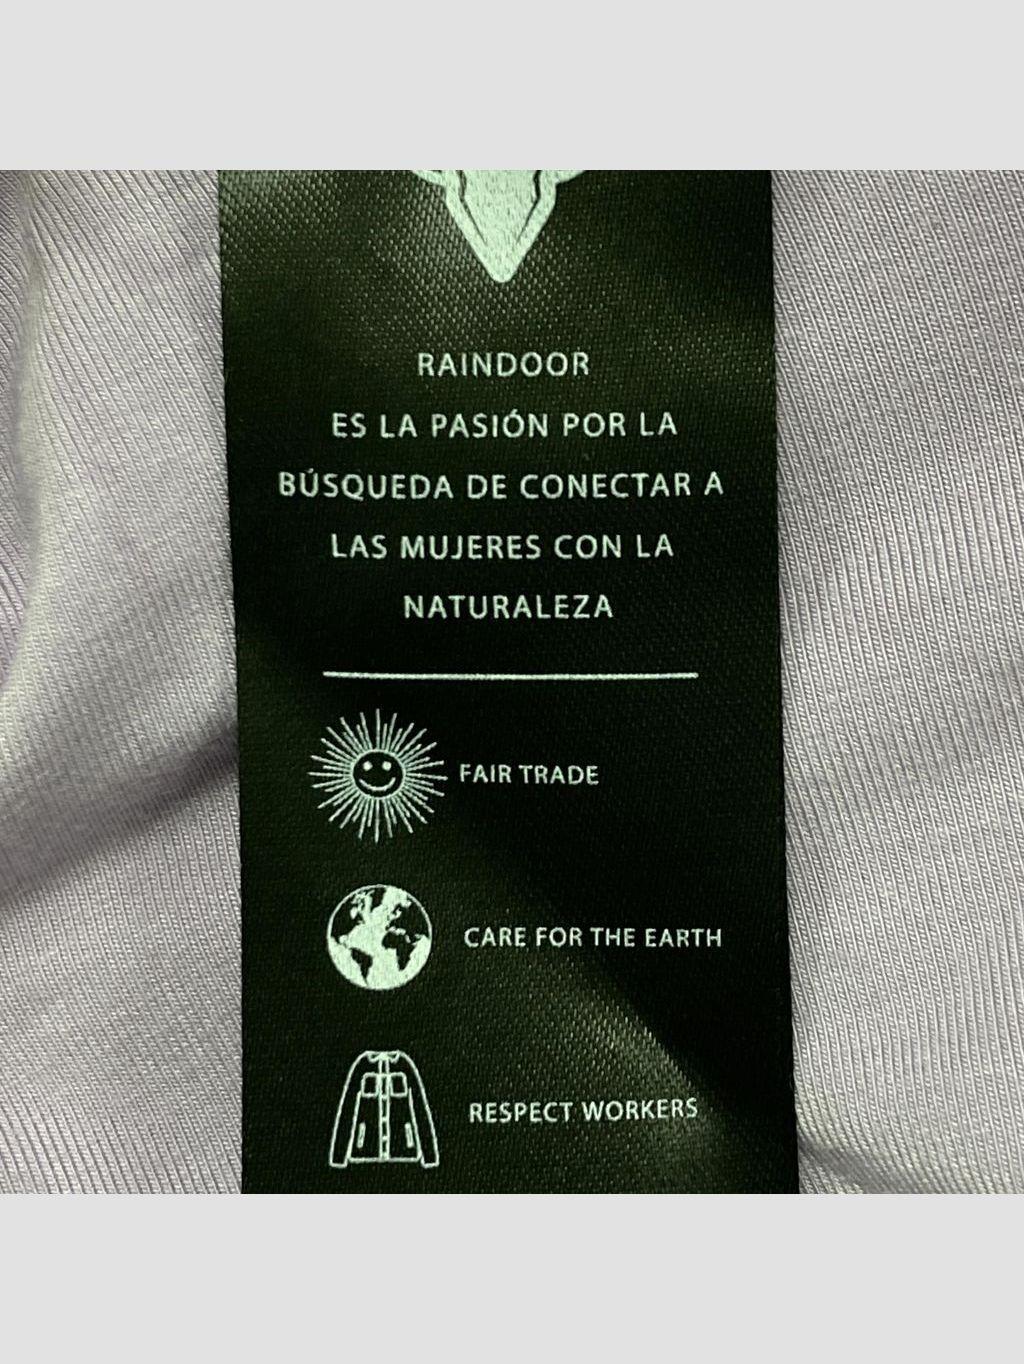 RAINDOOR
ES LA PASIÓN POR LA
BÚSQUEDA DE CONECTAR A
LAS MUJERES CON LA
NATURALEZA
FAIR TRADE
CARE FOR THE EARTH
RESPECT WORKERS